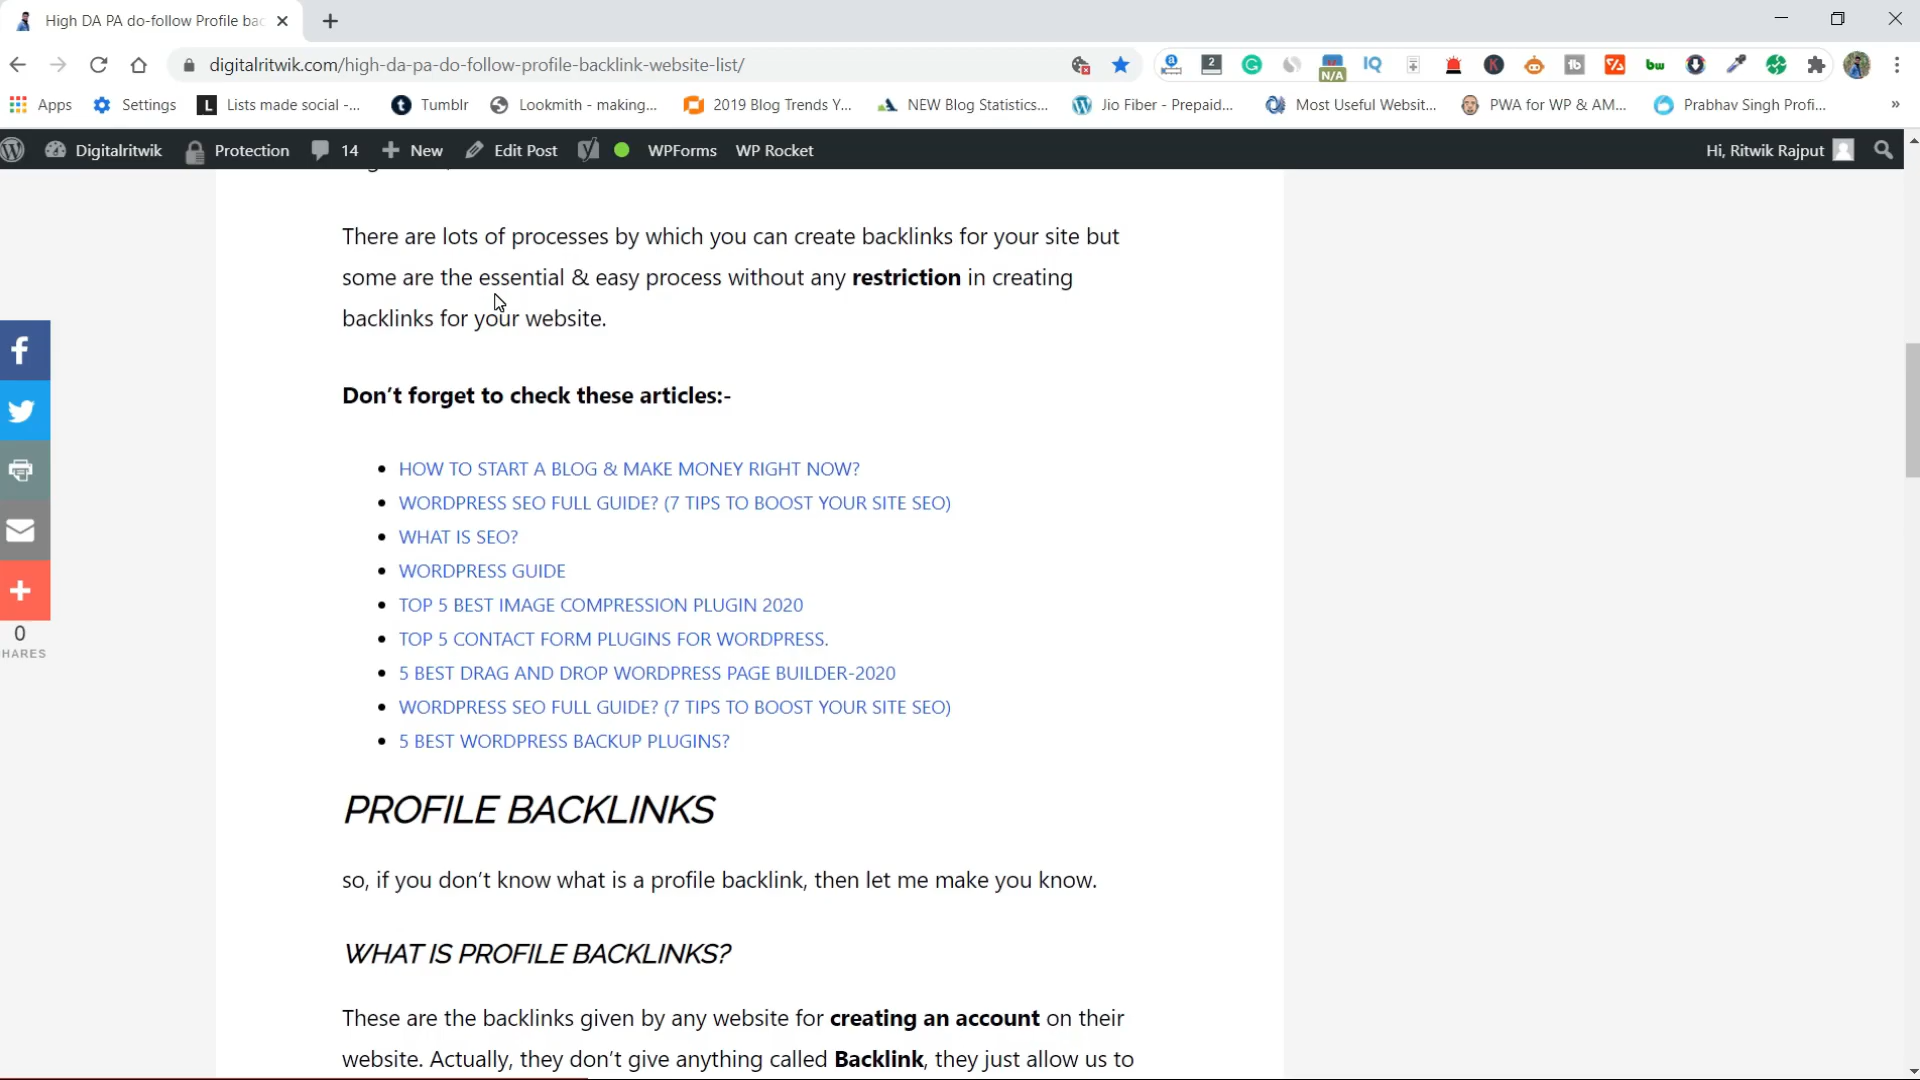 High DA PA do-follow Profile bac
digitalritwik.com/high-da-pa-do-follow-profile-backlink-website-list/
2
N/A
IQ
K
tb
bw
Apps
Settings
L
Lists made social -...
Tumblr
Lookmith - making...
2019 Blog Trends Y...
NEW Blog Statistics...
Jio Fiber - Prepaid...
Most Useful Websit...
PWA for WP & AM...
Prabhav Singh Profi...
»
Digitalritwik
Protection
14
New
Edit Post
WPForms
WP Rocket
Hi, Ritwik Rajput
There are lots of processes by which you can create backlinks for your site but
some are the essential & easy process without any restriction in creating
backlinks for your website.
Don’t forget to check these articles:-
HOW TO START A BLOG & MAKE MONEY RIGHT NOW?
WORDPRESS SEO FULL GUIDE? (7 TIPS TO BOOST YOUR SITE SEO)
WHAT IS SEO?
WORDPRESS GUIDE
TOP 5 BEST IMAGE COMPRESSION PLUGIN 2020
TOP 5 CONTACT FORM PLUGINS FOR WORDPRESS.
5 BEST DRAG AND DROP WORDPRESS PAGE BUILDER-2020
WORDPRESS SEO FULL GUIDE? (7 TIPS TO BOOST YOUR SITE SEO)
5 BEST WORDPRESS BACKUP PLUGINS?
0
HARES
PROFILE BACKLINKS
so, if you don’t know what is a profile backlink, then let me make you know.
WHAT IS PROFILE BACKLINKS?
These are the backlinks given by any website for creating an account on their
website. Actually, they don’t give anything called Backlink, they just allow us to